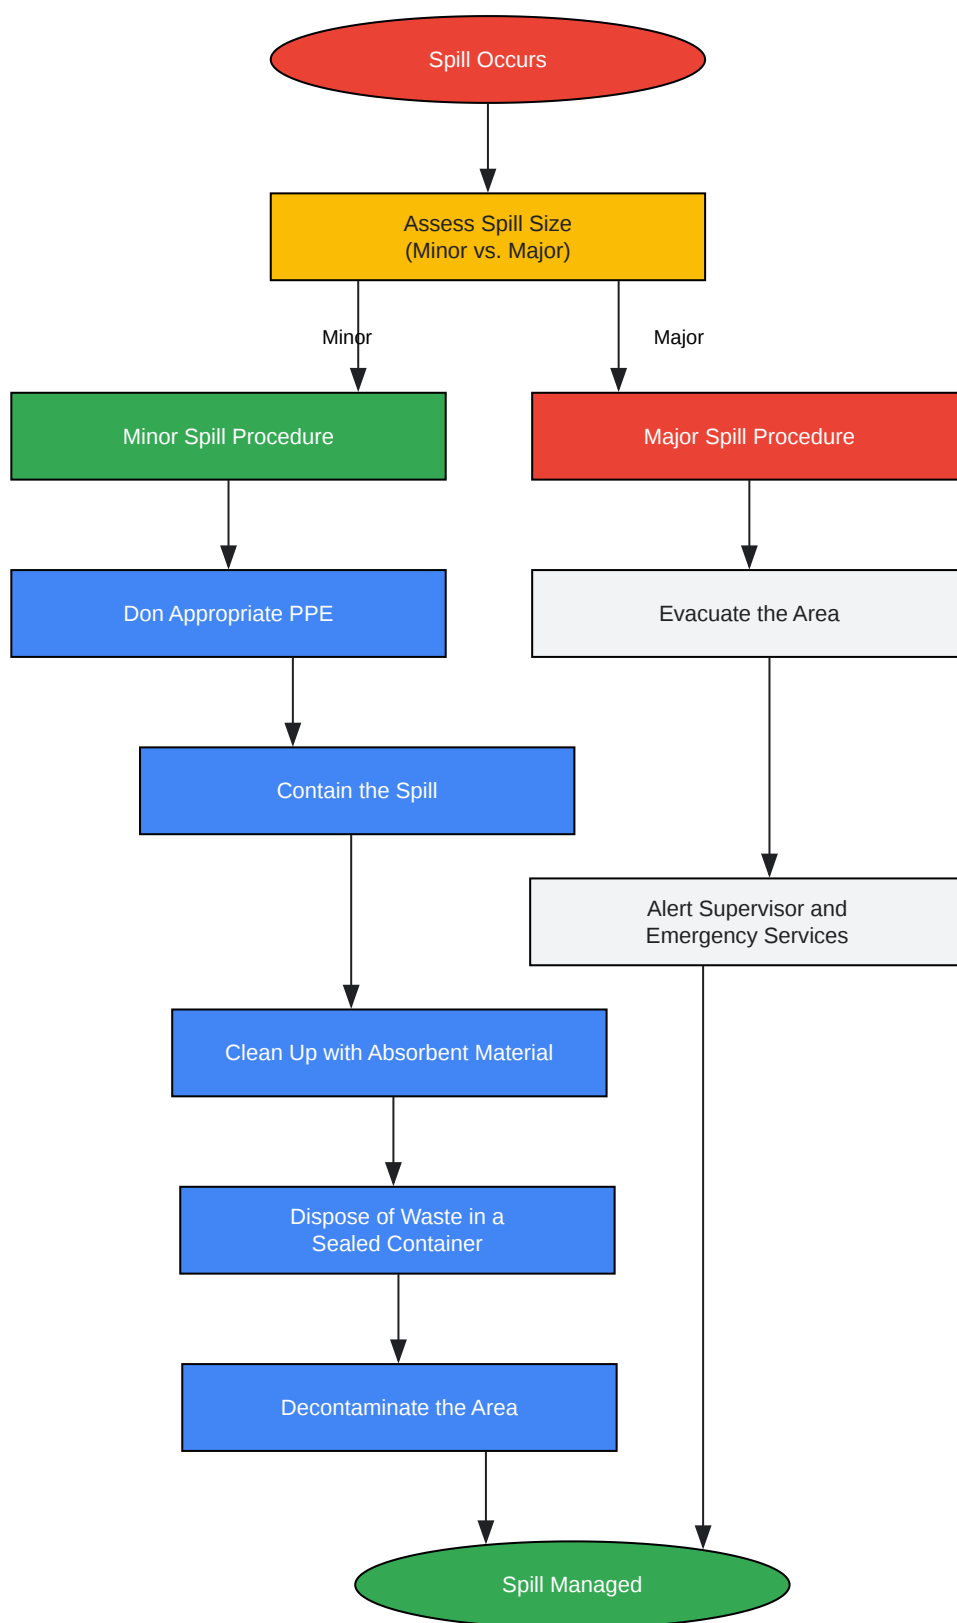 Spill Occurs
Assess Spill Size
(Minor vs. Major)
Minor
Major
Minor Spill Procedure
Major Spill Procedure
Don Appropriate PPE
Evacuate the Area
Contain the Spill
Alert Supervisor and
Emergency Services
Clean Up with Absorbent Material
Dispose of Waste in a
Sealed Container
Decontaminate the Area
Spill Managed